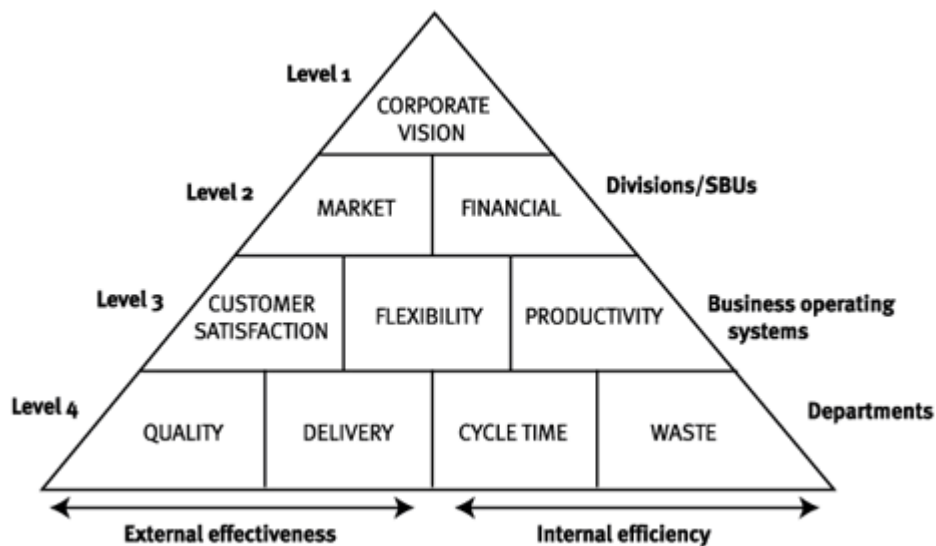 Level 1
CORPORATE
VISION
Level 2
MARKET
FINANCIAL
Divisions/SBUs
Level 3
CUSTOMER
SATISFACTION
FLEXIBILITY
PRODUCTIVITY
Business operating
systems
Level 4
QUALITY
DELIVERY
CYCLE TIME
WASTE
Departments
External effectiveness
Internal efficiency